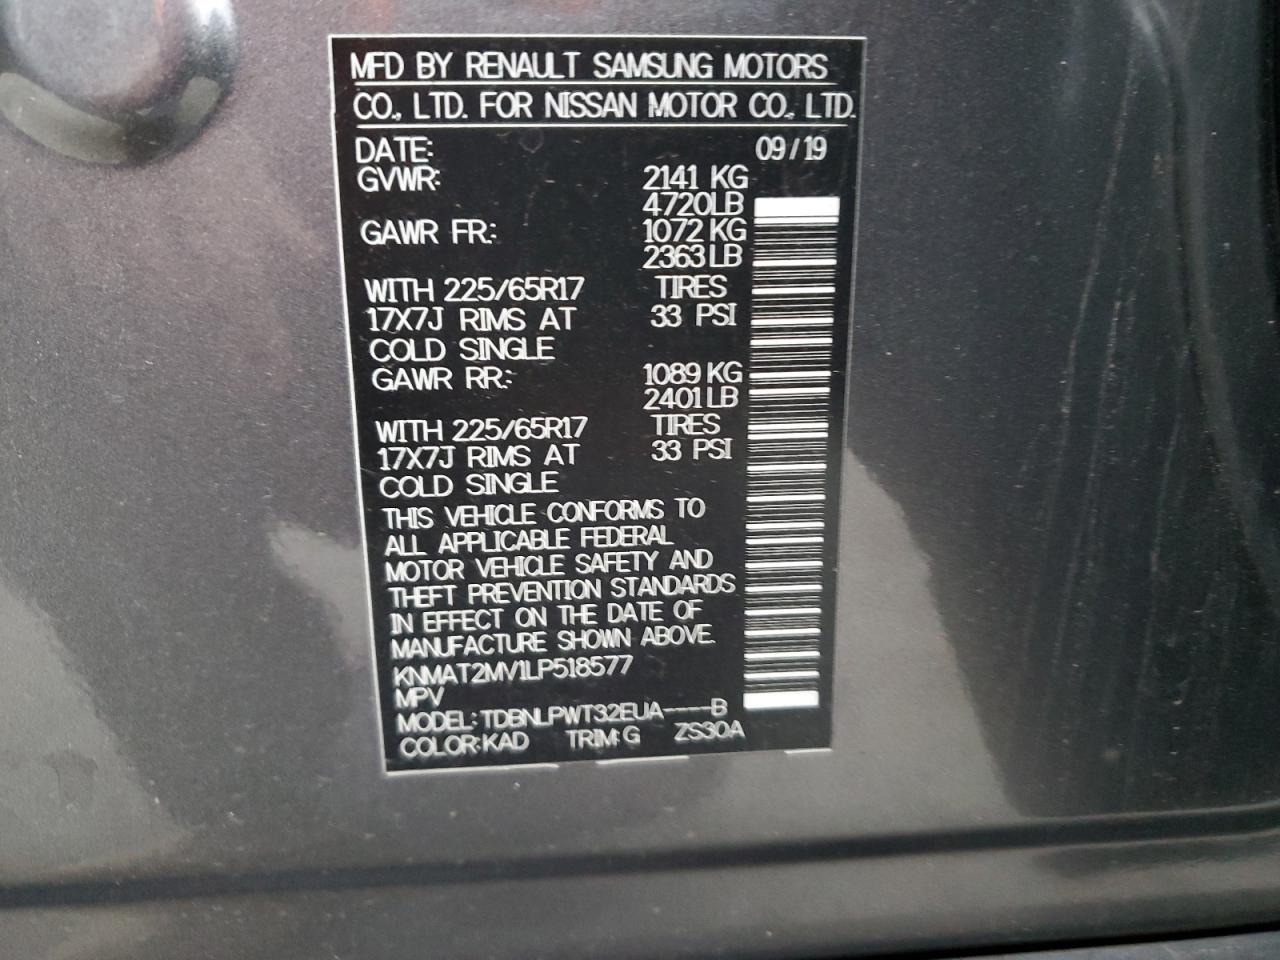 MFD BY RENAULT SAMSUNG MOTORS
CO., LTD. FOR NISSAN MOTOR CO., LTD.
DATE: 09/19
GVWR: 2141 KG
4720LB
GAWR FR.: 1072 KG
2363LB
WITH 225/65R17 TIRES
17X7J RIMS AT 33 PSI
COLD SINGLE
GAWR RR.: 1089 KG
2401LB
WITH 225/65R17 TIRES
17X7J RIMS AT 33 PSI
COLD SINGLE
THIS VEHICLE CONFORMS TO
ALL APPLICABLE FEDERAL
MOTOR VEHICLE SAFETY AND
THEFT PREVENTION STANDARDS
IN EFFECT ON THE DATE OF
MANUFACTURE SHOWN ABOVE.
KNMAT2MV1LP518577
MPV
MODEL: TDBNLPWT32EUA----B
COLOR:KAD TRIM:G ZS30A